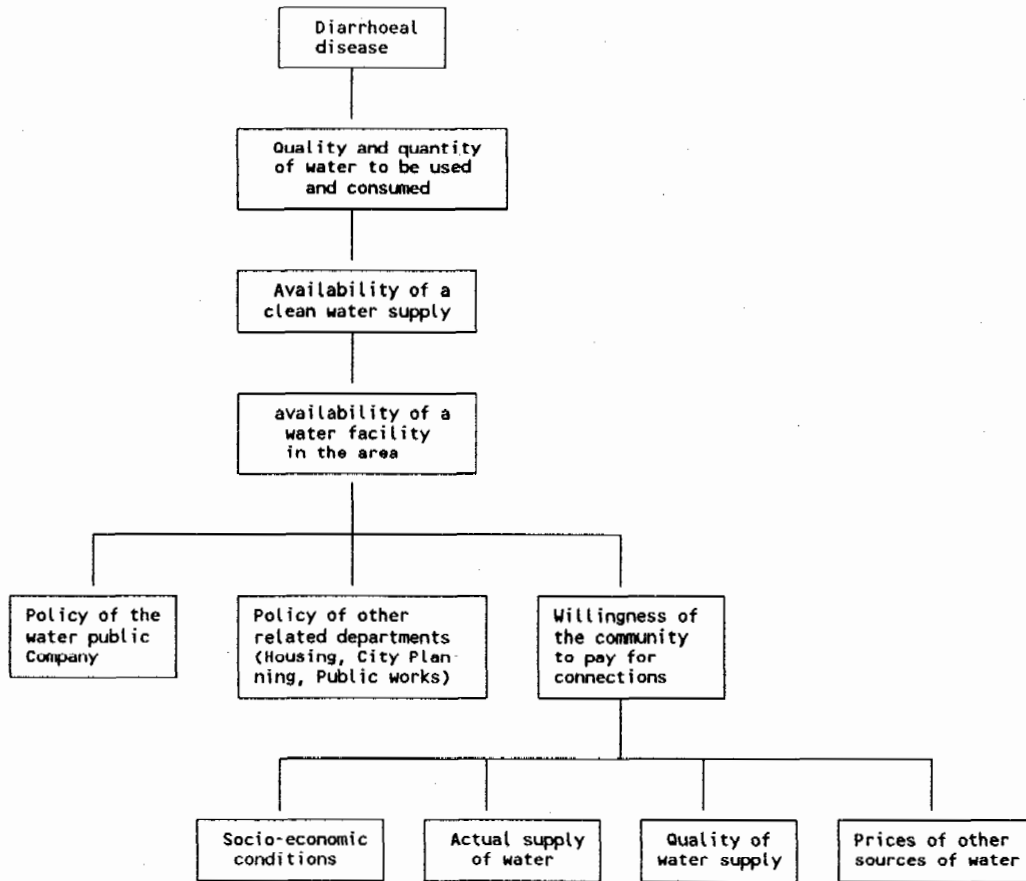 Diarrhoeal
disease
Quality and quantity
of water to be used
and consumed
Availability of a
clean water supply
availability of a
water facility
in the area
Policy of the
water public
Company
Policy of other
related departments
(Housing, City Plan-
ning, Public works)
Willingness of
the community
to pay for
connections
Socio-economic
conditions
Actual supply
of water
Quality of
water supply
Prices of other
sources of water